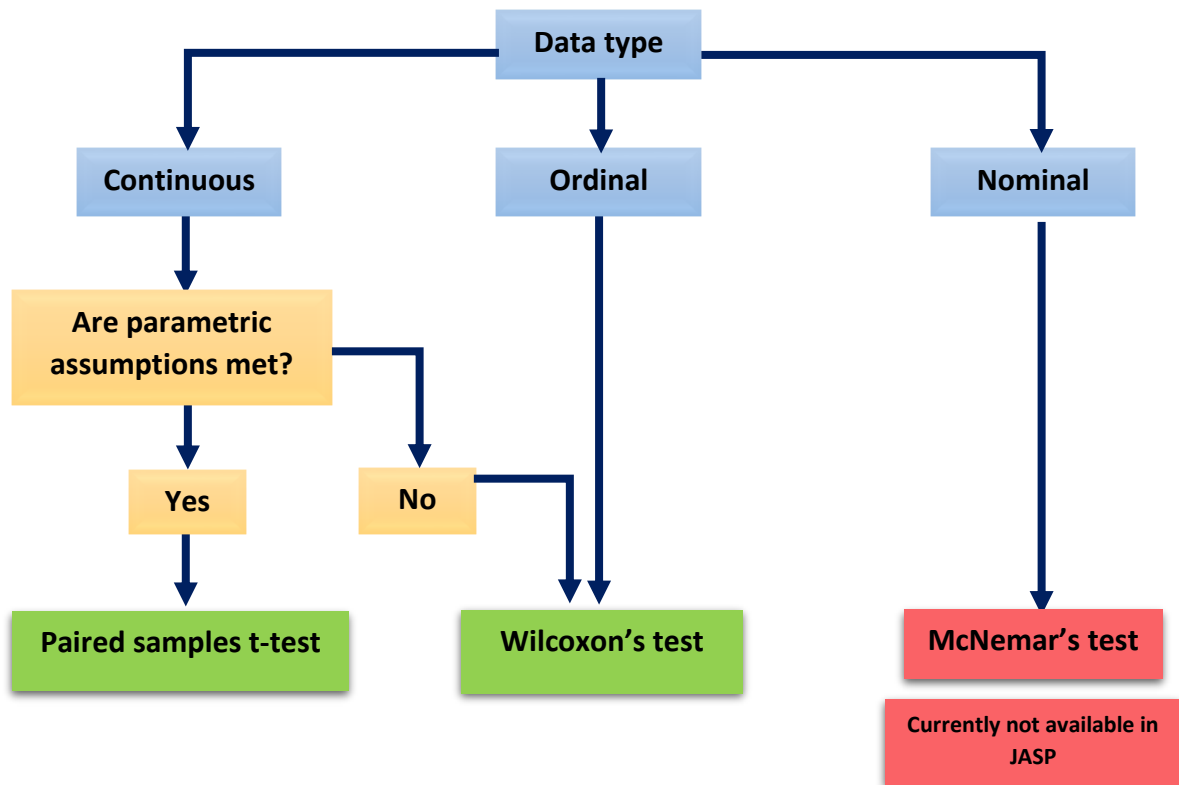 Data type
Continuous
Ordinal
Nominal
Are parametric
assumptions met?
Yes
No
Paired samples t-test
Wilcoxon’s test
McNemar’s test
Currently not available in
JASP